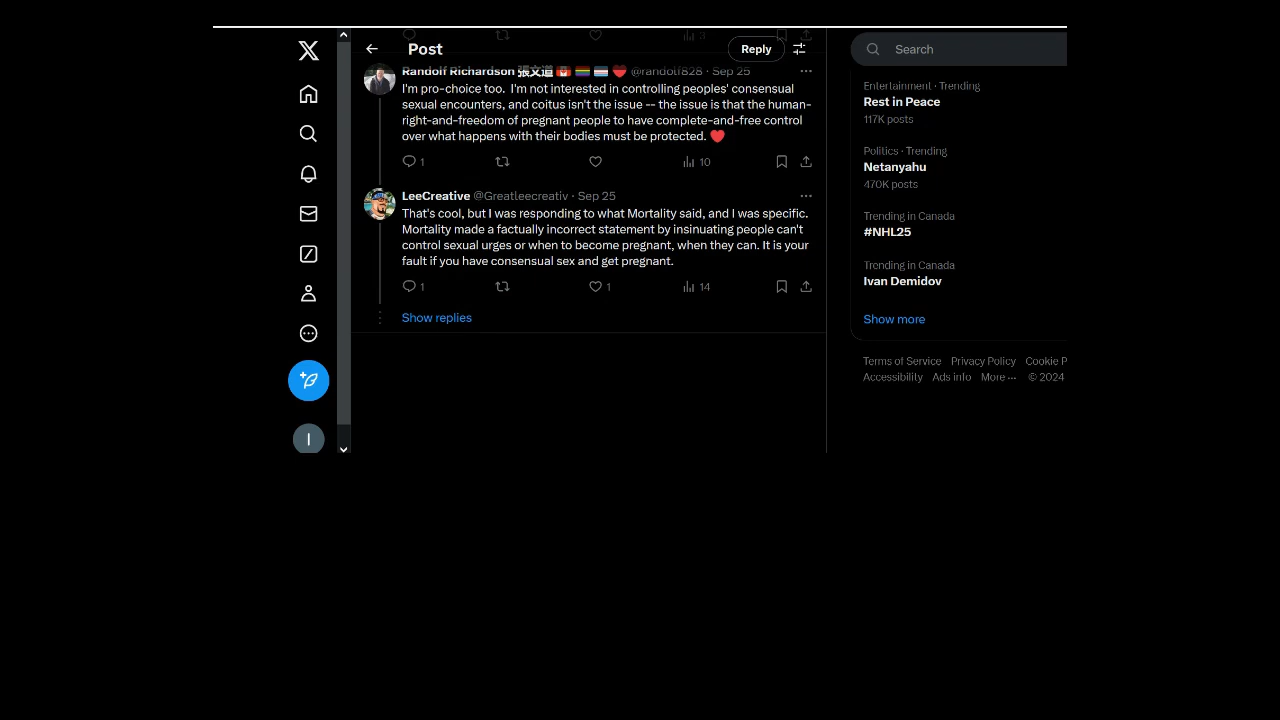 3
Post
Reply
Search
Randolf Richardson 張文道 🇨🇦 🏳️‍🌈 🏳️‍⚧️ ❤️ @randolf828 · Sep 25
I'm pro-choice too. I'm not interested in controlling peoples' consensual
sexual encounters, and coitus isn't the issue -- the issue is that the human-
right-and-freedom of pregnant people to have complete-and-free control
over what happens with their bodies must be protected. ❤️
1
10
LeeCreative @Greatleecreativ · Sep 25
That's cool, but I was responding to what Mortality said, and I was specific.
Mortality made a factually incorrect statement by insinuating people can't
control sexual urges or when to become pregnant, when they can. It is your
fault if you have consensual sex and get pregnant.
1
1
14
Show replies
I
Entertainment · Trending
Rest in Peace
117K posts
Politics · Trending
Netanyahu
470K posts
Trending in Canada
#NHL25
Trending in Canada
Ivan Demidov
Show more
Terms of Service Privacy Policy Cookie P
Accessibility Ads info More ··· © 2024